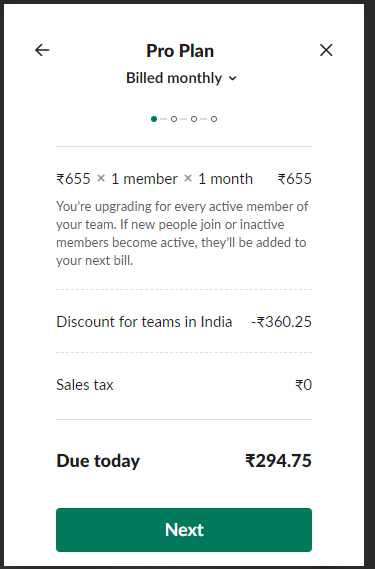 Pro Plan
Billed monthly
₹655 × 1 member × 1 month ₹655
You're upgrading for every active member of
your team. If new people join or inactive
members become active, they'll be added to
your next bill.
Discount for teams in India -₹360.25
Sales tax ₹0
Due today ₹294.75
Next